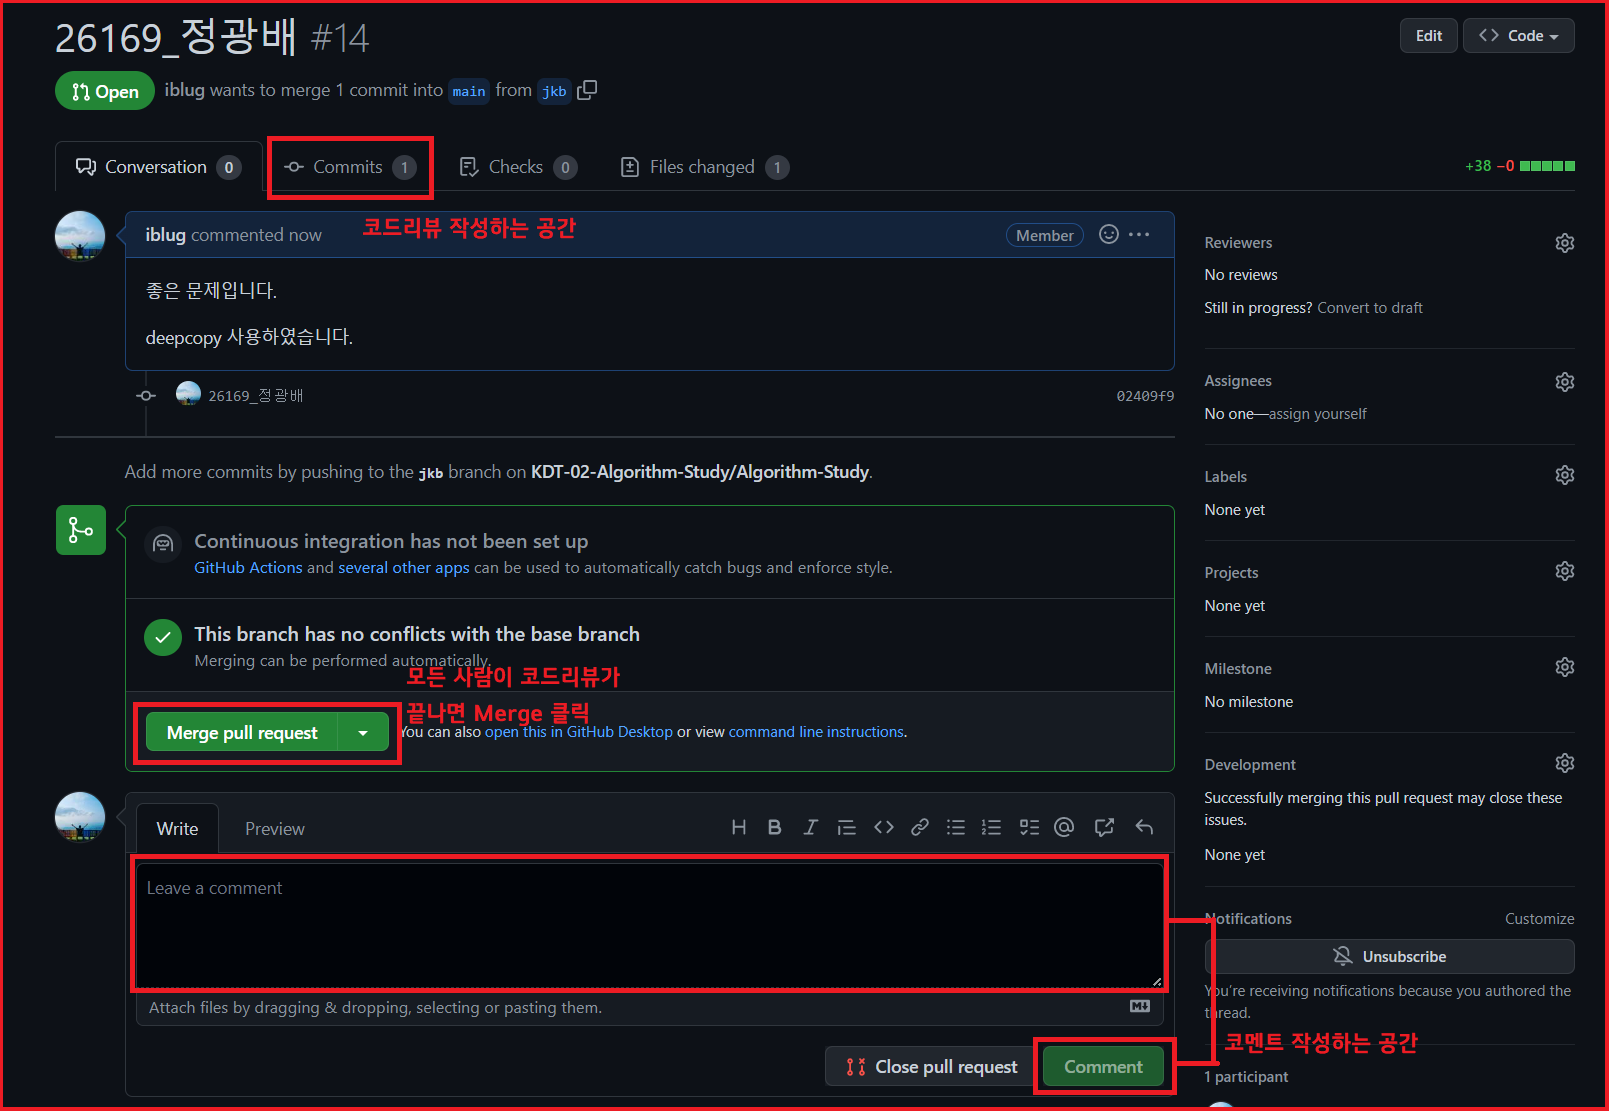 26169_정광배 #14
Edit
Code
Open
iblug wants to merge 1 commit into main from jkb
Conversation 0
Commits 1
Checks 0
Files changed 1
+38 −0
iblug commented now
코드리뷰 작성하는 공간
Member
좋은 문제입니다.
deepcopy 사용하였습니다.
26169_정광배
02409f9
Add more commits by pushing to the jkb branch on KDT-02-Algorithm-Study/Algorithm-Study.
Continuous integration has not been set up
GitHub Actions and several other apps can be used to automatically catch bugs and enforce style.
This branch has no conflicts with the base branch
Merging can be performed automatically.
모든 사람이 코드리뷰가
끝나면 Merge 클릭
Merge pull request
You can also open this in GitHub Desktop or view command line instructions.
Write
Preview
Leave a comment
Attach files by dragging & dropping, selecting or pasting them.
Close pull request
Comment
Reviewers
No reviews
Still in progress? Convert to draft
Assignees
No one—assign yourself
Labels
None yet
Projects
None yet
Milestone
No milestone
Development
Successfully merging this pull request may close these
issues.
None yet
Notifications
Customize
Unsubscribe
You're receiving notifications because you authored the
thread.
코멘트 작성하는 공간
1 participant